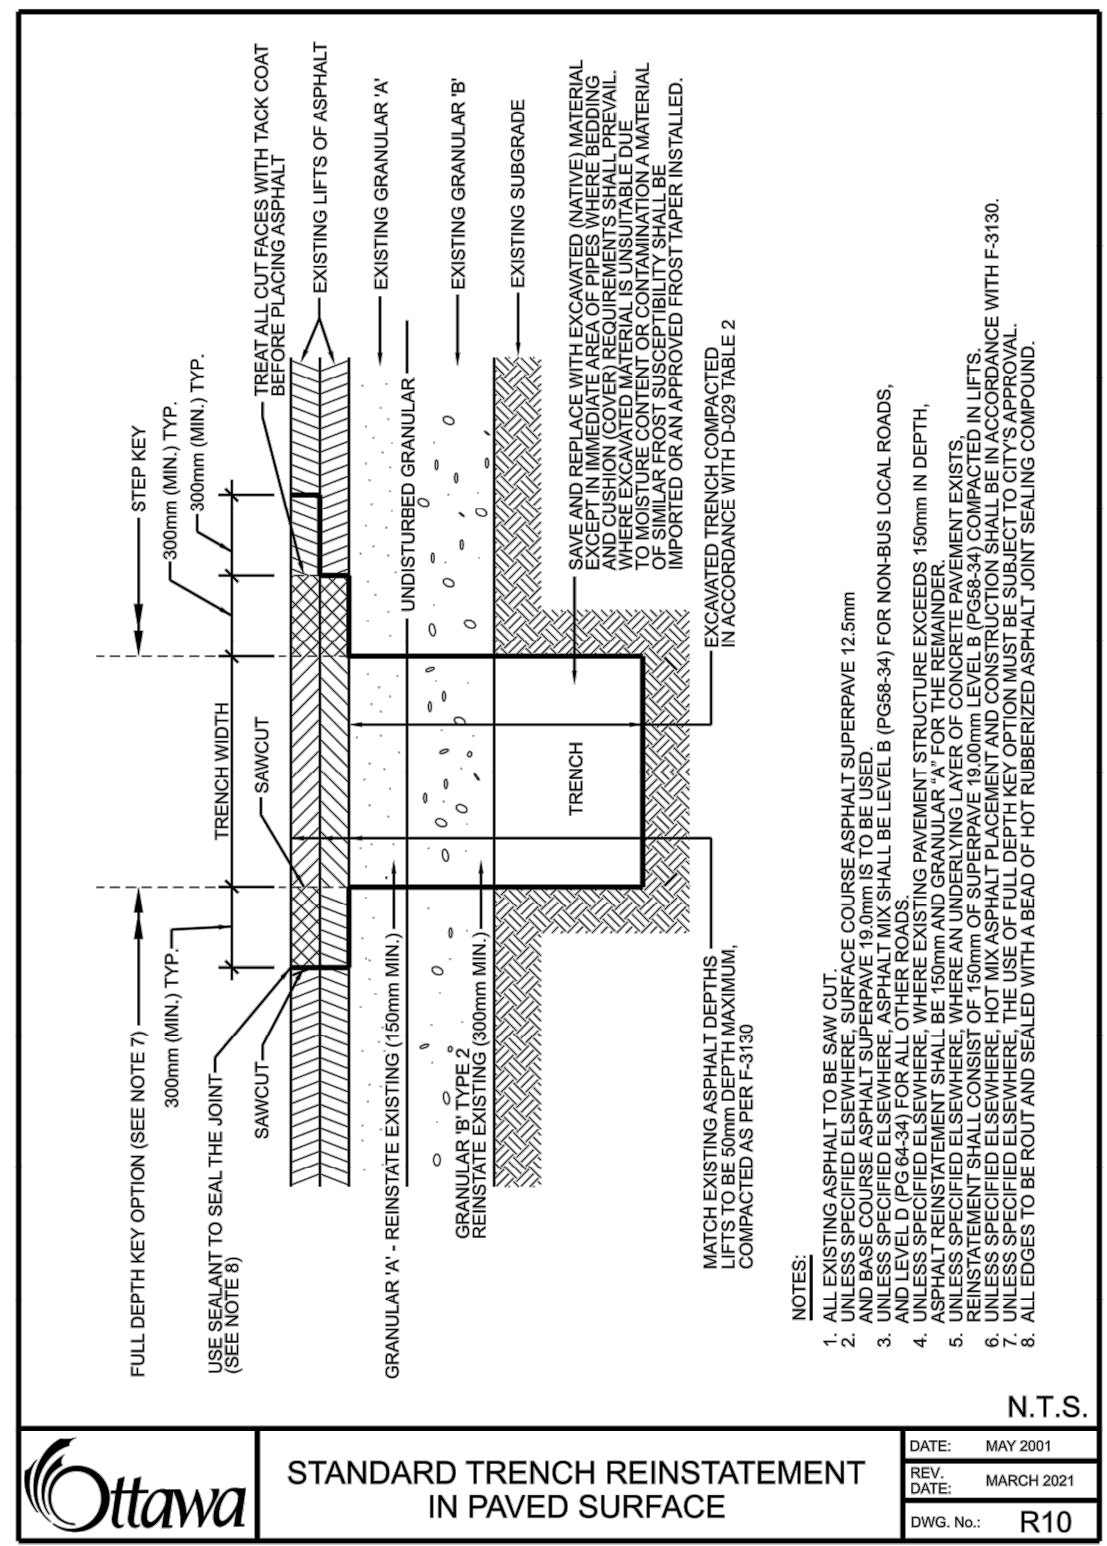 FULL DEPTH KEY OPTION (SEE NOTE 7)
STEP KEY
300mm (MIN.) TYP.
300mm (MIN.) TYP.
300mm (MIN.) TYP.
TRENCH WIDTH
USE SEALANT TO SEAL THE JOINT
(SEE NOTE 8)
SAWCUT
SAWCUT
TREAT ALL CUT FACES WITH TACK COAT
BEFORE PLACING ASPHALT
EXISTING LIFTS OF ASPHALT
EXISTING GRANULAR 'A'
UNDISTURBED GRANULAR
EXISTING GRANULAR 'B'
EXISTING SUBGRADE
GRANULAR 'A' - REINSTATE EXISTING (150mm MIN.)
GRANULAR 'B' TYPE 2
REINSTATE EXISTING (300mm MIN.)
TRENCH
SAVE AND REPLACE WITH EXCAVATED (NATIVE) MATERIAL
EXCEPT IN IMMEDIATE AREA OF PIPES WHERE BEDDING
AND CUSHION (COVER) REQUIREMENTS SHALL PREVAIL.
WHERE EXCAVATED MATERIAL IS UNSUITABLE DUE
TO MOISTURE CONTENT OR CONTAMINATION A MATERIAL
OF SIMILAR FROST SUSCEPTIBILITY SHALL BE
IMPORTED OR AN APPROVED FROST TAPER INSTALLED.
MATCH EXISTING ASPHALT DEPTHS
LIFTS TO BE 50mm DEPTH MAXIMUM,
COMPACTED AS PER F-3130
EXCAVATED TRENCH COMPACTED
IN ACCORDANCE WITH D-029 TABLE 2
NOTES:
1. ALL EXISTING ASPHALT TO BE SAW CUT.
2. UNLESS SPECIFIED ELSEWHERE, SURFACE COURSE ASPHALT SUPERPAVE 12.5mm
AND BASE COURSE ASPHALT SUPERPAVE 19.0mm IS TO BE USED.
3. UNLESS SPECIFIED ELSEWHERE, ASPHALT MIX SHALL BE LEVEL B (PG58-34) FOR NON-BUS LOCAL ROADS,
AND LEVEL D (PG 64-34) FOR ALL OTHER ROADS.
4. UNLESS SPECIFIED ELSEWHERE, WHERE EXISTING PAVEMENT STRUCTURE EXCEEDS 150mm IN DEPTH,
ASPHALT REINSTATEMENT SHALL BE 150mm AND GRANULAR "A" FOR THE REMAINDER.
5. UNLESS SPECIFIED ELSEWHERE, WHERE AN UNDERLYING LAYER OF CONCRETE PAVEMENT EXISTS,
REINSTATEMENT SHALL CONSIST OF 150mm OF SUPERPAVE 19.00mm LEVEL B (PG58-34) COMPACTED IN LIFTS.
6. UNLESS SPECIFIED ELSEWHERE, HOT MIX ASPHALT PLACEMENT AND CONSTRUCTION SHALL BE IN ACCORDANCE WITH F-3130.
7. UNLESS SPECIFIED ELSEWHERE, THE USE OF FULL DEPTH KEY OPTION MUST BE SUBJECT TO CITY'S APPROVAL.
8. ALL EDGES TO BE ROUT AND SEALED WITH A BEAD OF HOT RUBBERIZED ASPHALT JOINT SEALING COMPOUND.
N.T.S.
Ottawa
STANDARD TRENCH REINSTATEMENT
IN PAVED SURFACE
DATE: MAY 2001
REV.
DATE: MARCH 2021
DWG. No.: R10